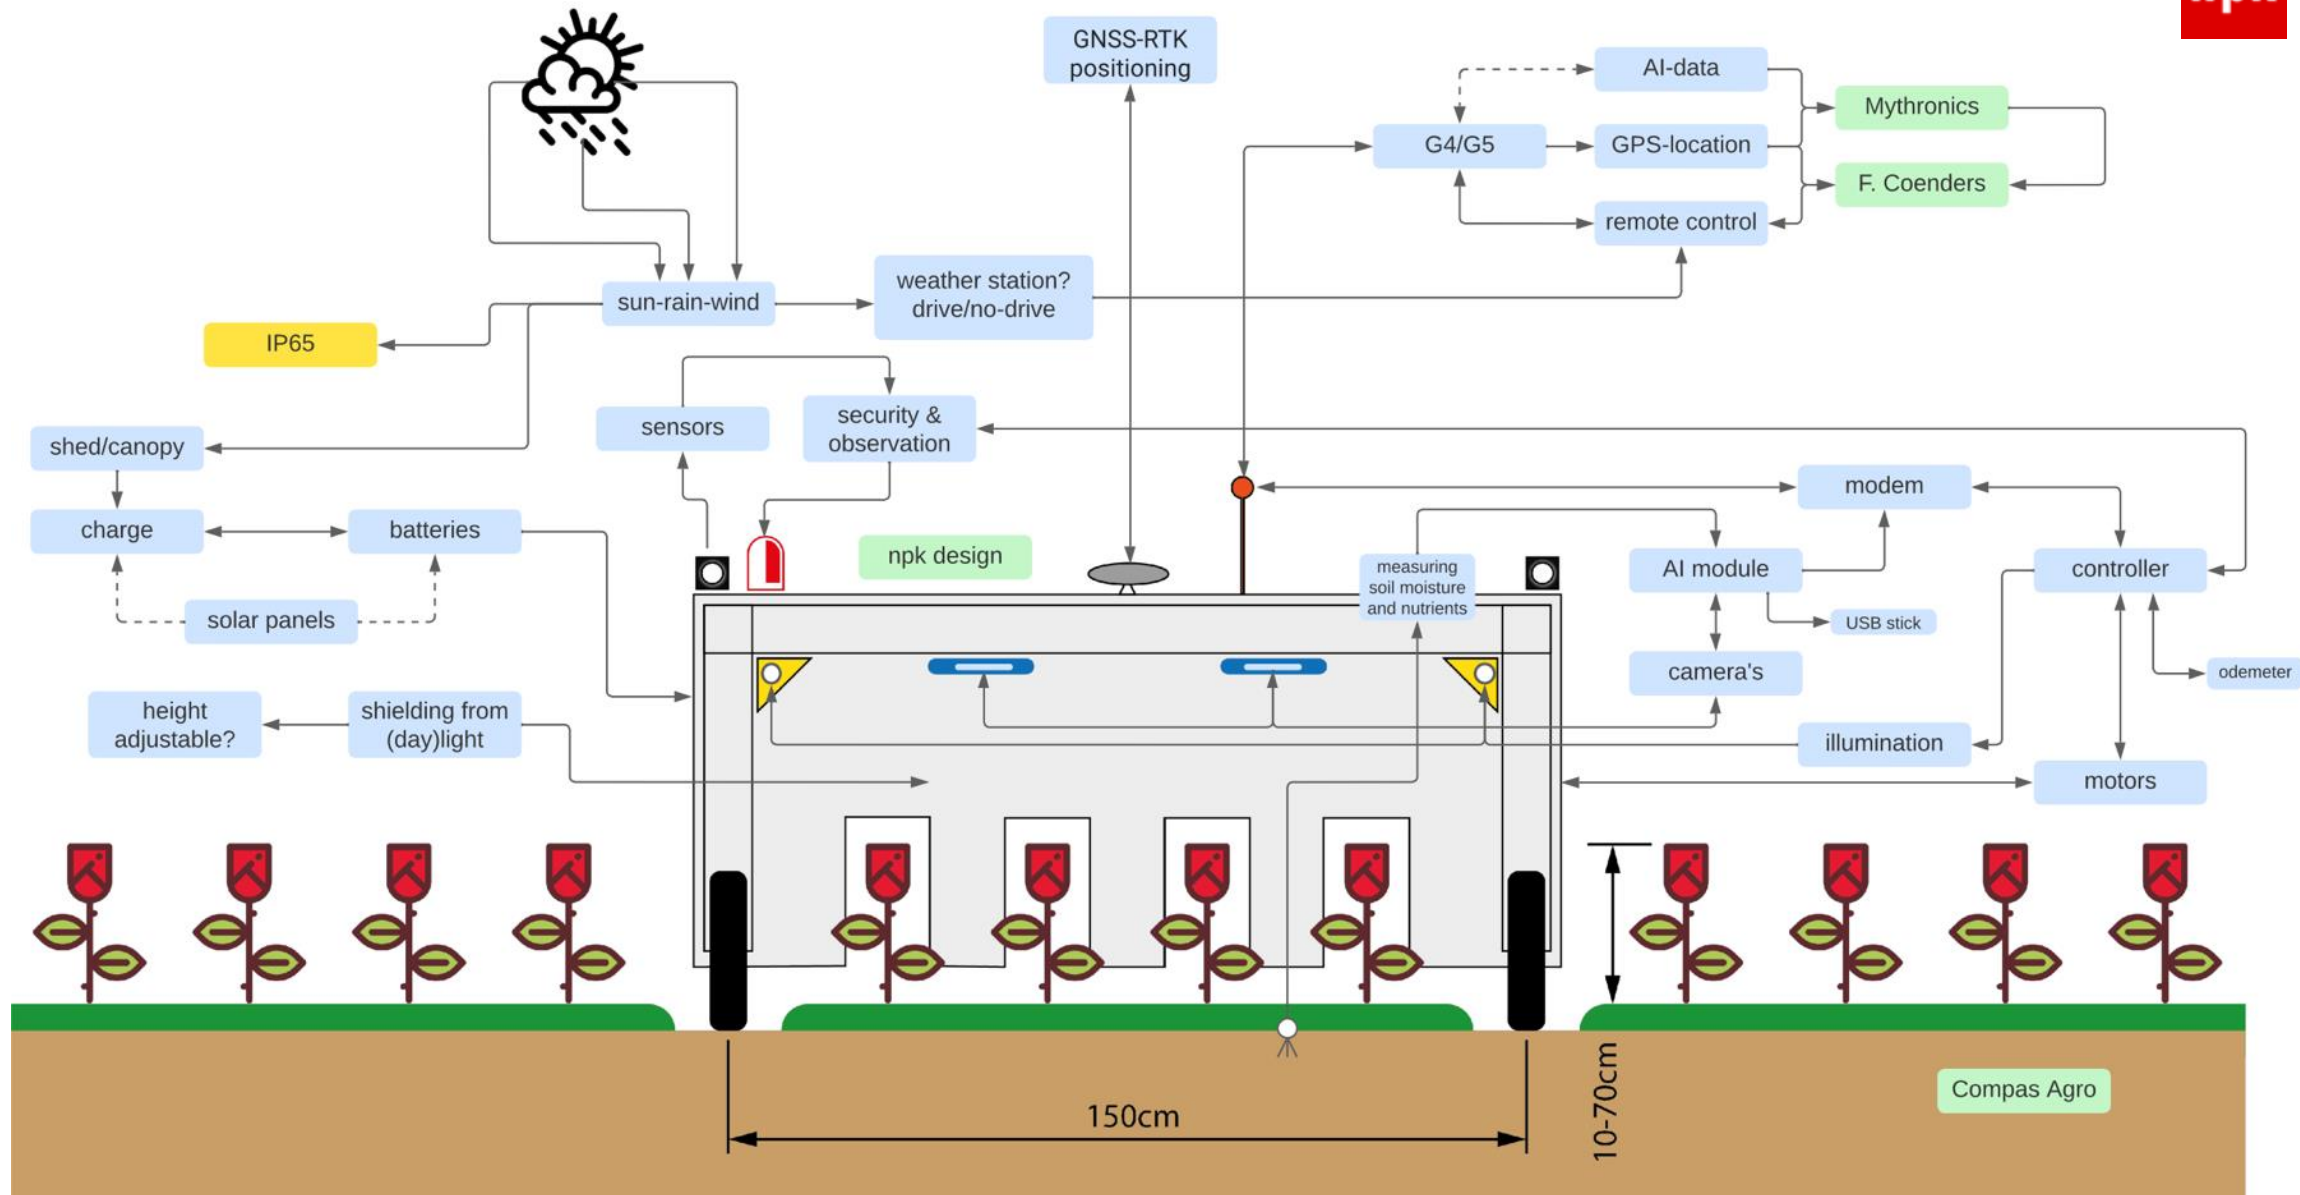 GNSS-RTK
positioning
AI-data
Mythronics
G4/G5
GPS-location
F. Coenders
remote control
weather station?
drive/no-drive
sun-rain-wind
IP65
sensors
security &
observation
shed/canopy
charge
batteries
solar panels
npk design
measuring
soil moisture
and nutrients
modem
AI module
controller
USB stick
camera's
odemeter
height
adjustable?
shielding from
(day)light
illumination
motors
150cm
10-70cm
Compas Agro